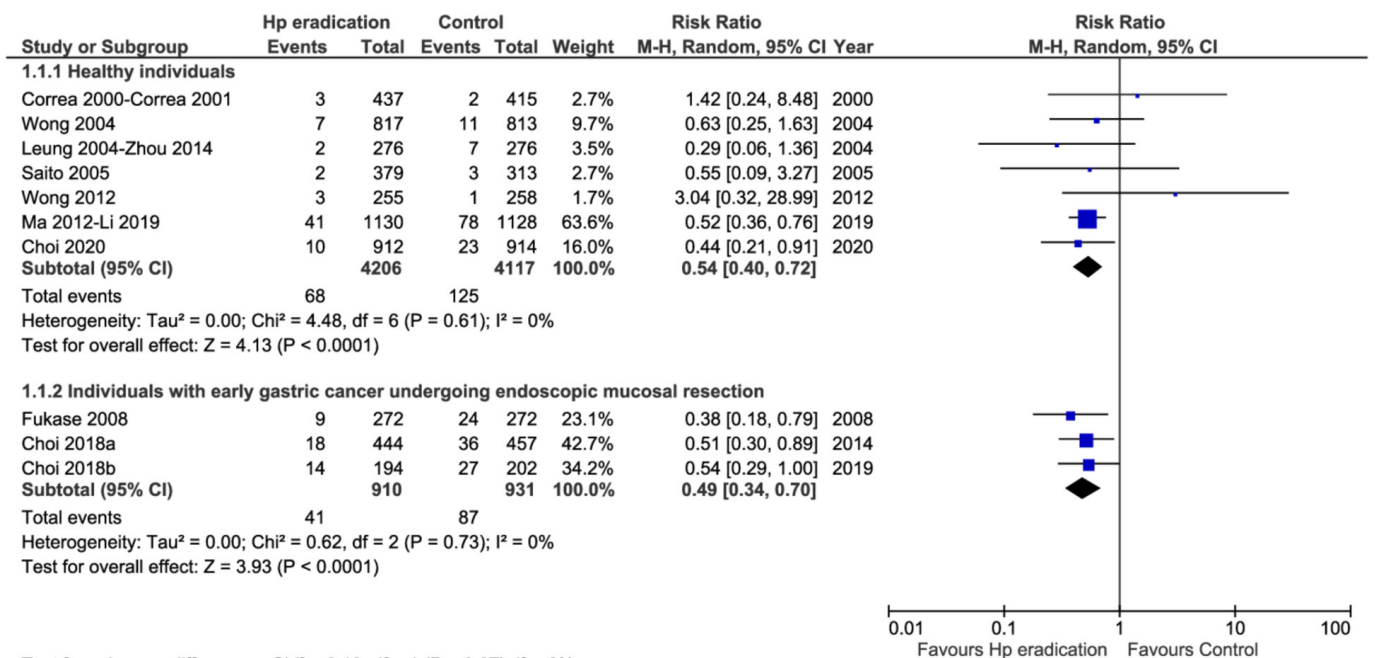 Hp eradication Control Risk Ratio Risk Ratio
Study or Subgroup Events Total Events Total Weight M-H, Random, 95% CI Year M-H, Random, 95% CI
1.1.1 Healthy individuals
Correa 2000-Correa 2001 3 437 2 415 2.7% 1.42 [0.24, 8.48] 2000
Wong 2004 7 817 11 813 9.7% 0.63 [0.25, 1.63] 2004
Leung 2004-Zhou 2014 2 276 7 276 3.5% 0.29 [0.06, 1.36] 2004
Saito 2005 2 379 3 313 2.7% 0.55 [0.09, 3.27] 2005
Wong 2012 3 255 1 258 1.7% 3.04 [0.32, 28.99] 2012
Ma 2012-Li 2019 41 1130 78 1128 63.6% 0.52 [0.36, 0.76] 2019
Choi 2020 10 912 23 914 16.0% 0.44 [0.21, 0.91] 2020
Subtotal (95% CI) 4206 4117 100.0% 0.54 [0.40, 0.72]
Total events 68 125
Heterogeneity: Tau² = 0.00; Chi² = 4.48, df = 6 (P = 0.61); I² = 0%
Test for overall effect: Z = 4.13 (P < 0.0001)
1.1.2 Individuals with early gastric cancer undergoing endoscopic mucosal resection
Fukase 2008 9 272 24 272 23.1% 0.38 [0.18, 0.79] 2008
Choi 2018a 18 444 36 457 42.7% 0.51 [0.30, 0.89] 2014
Choi 2018b 14 194 27 202 34.2% 0.54 [0.29, 1.00] 2019
Subtotal (95% CI) 910 931 100.0% 0.49 [0.34, 0.70]
Total events 41 87
Heterogeneity: Tau² = 0.00; Chi² = 0.62, df = 2 (P = 0.73); I² = 0%
Test for overall effect: Z = 3.93 (P < 0.0001)
0.01 0.1 1 10 100
Favours Hp eradication Favours Control